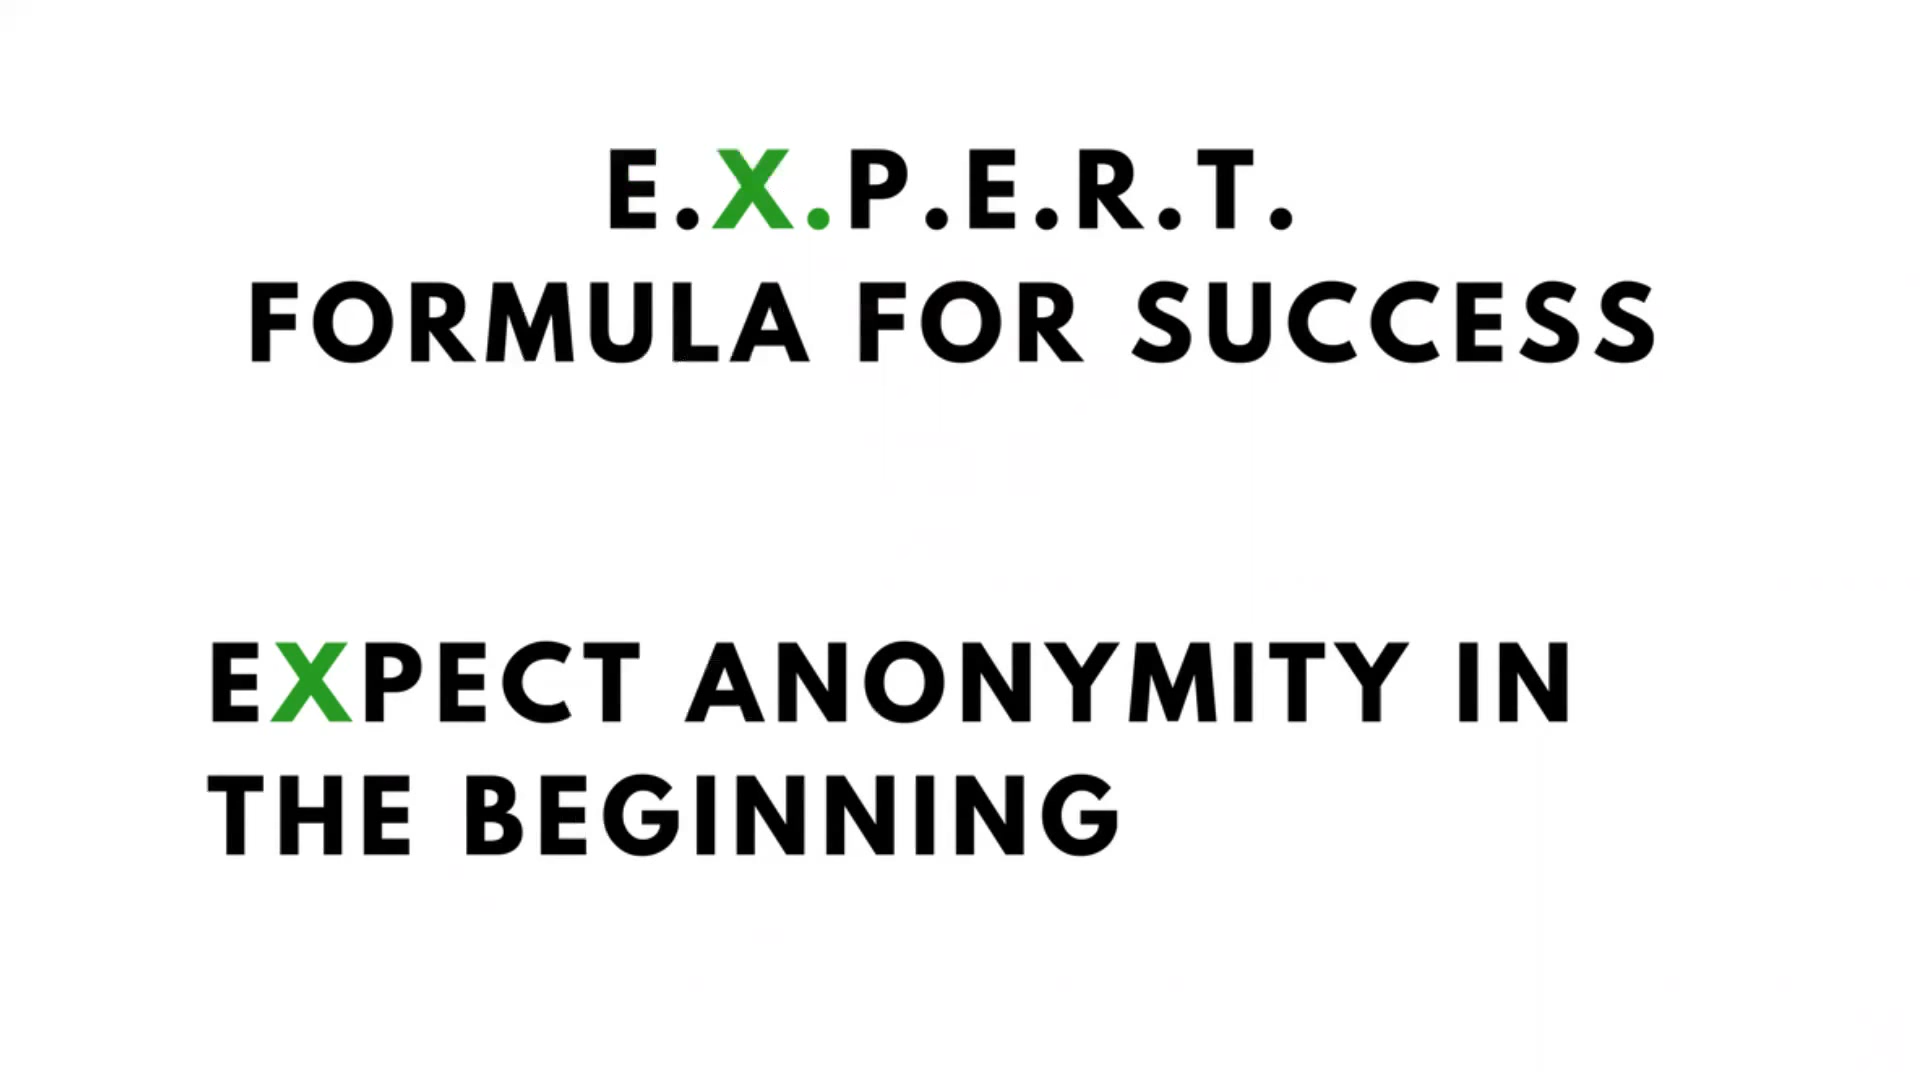 E.X.P.E.R.T.
FORMULA FOR SUCCESS
EXPECT ANONYMITY IN
THE BEGINNING